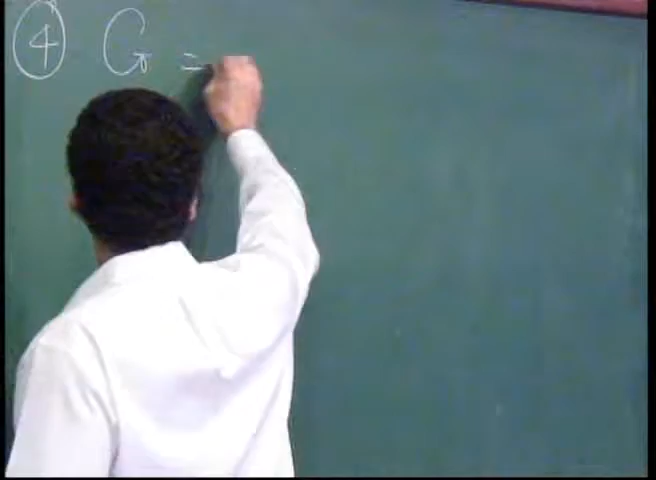 ④ G =